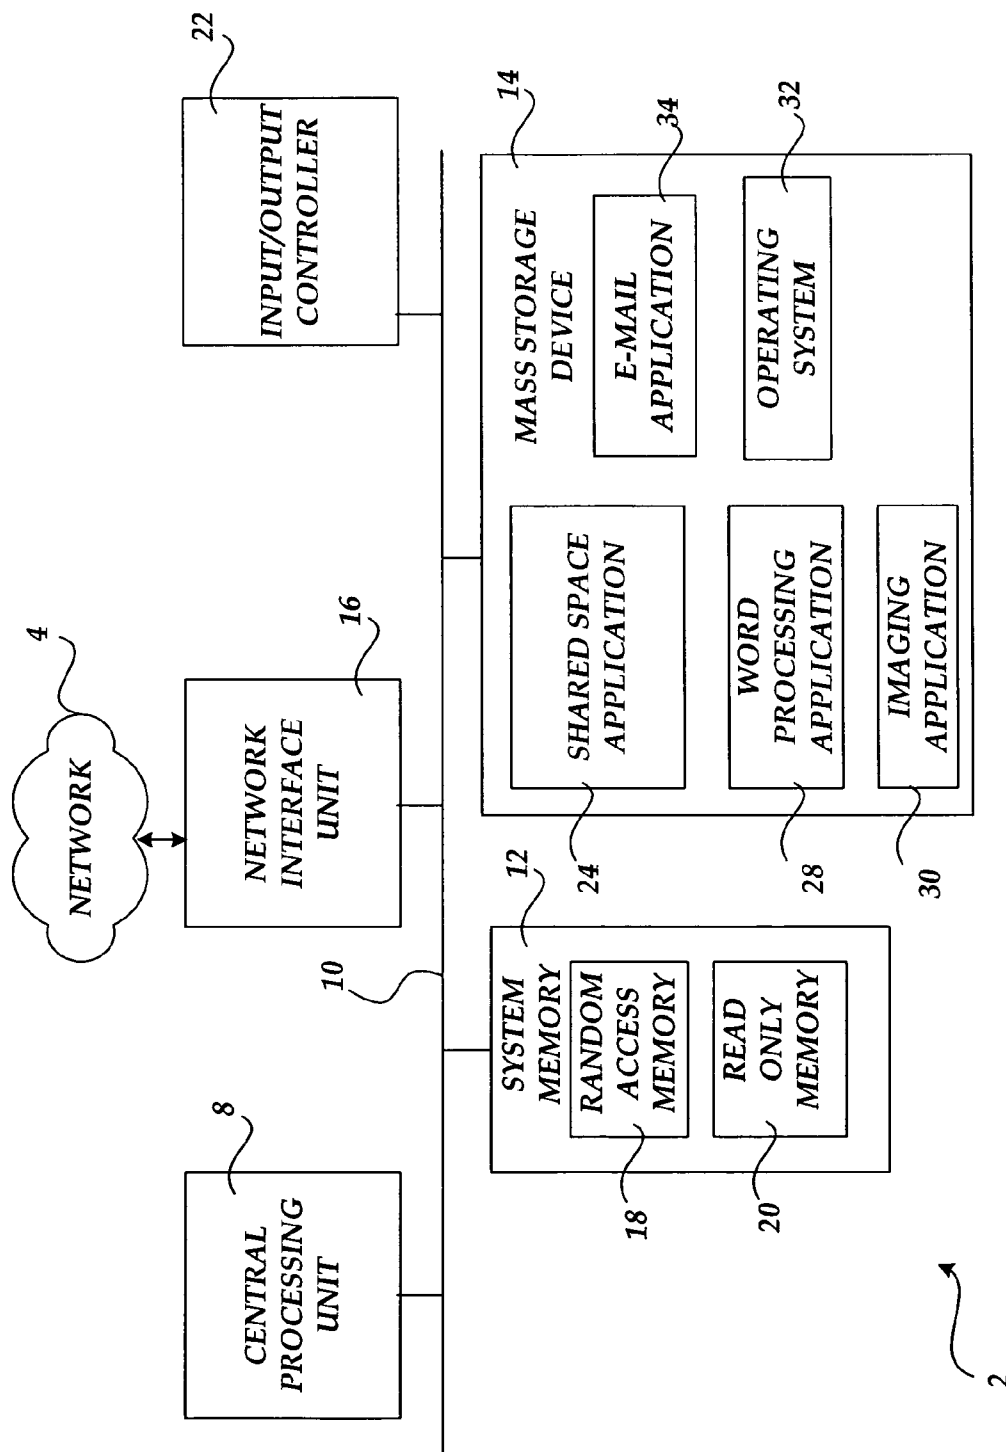 NETWORK
4
CENTRAL
PROCESSING
UNIT
8
NETWORK
INTERFACE
UNIT
16
INPUT/OUTPUT
CONTROLLER
22
10
SYSTEM
MEMORY
12
RANDOM
ACCESS
MEMORY
18
READ
ONLY
MEMORY
20
MASS STORAGE
DEVICE
14
SHARED SPACE
APPLICATION
24
E-MAIL
APPLICATION
34
WORD
PROCESSING
APPLICATION
28
OPERATING
SYSTEM
32
IMAGING
APPLICATION
30
2